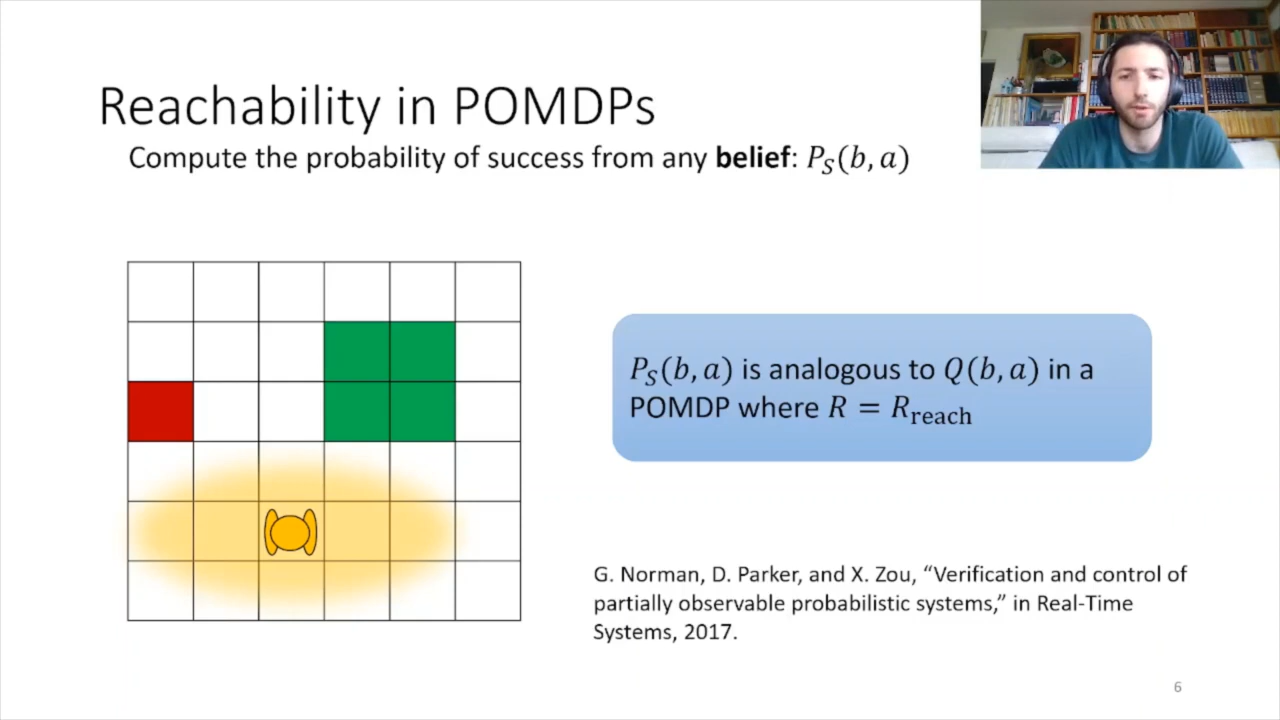 Reachability in POMDPs
Compute the probability of success from any belief: P_S(b, a)
P_S(b, a) is analogous to Q(b, a) in a
POMDP where R = R_reach
G. Norman, D. Parker, and X. Zou, “Verification and control of
partially observable probabilistic systems,” in Real-Time
Systems, 2017.
6